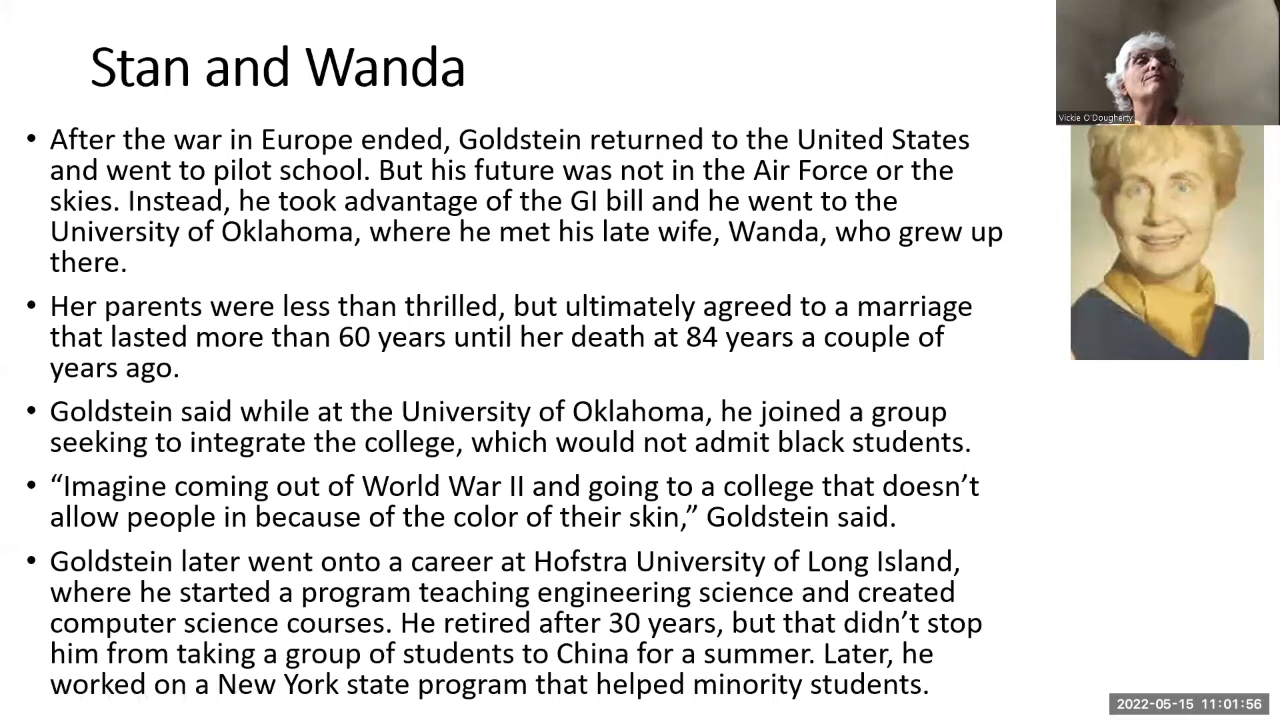 Stan and Wanda
Vickie O'Dougherty
• After the war in Europe ended, Goldstein returned to the United States
and went to pilot school. But his future was not in the Air Force or the
skies. Instead, he took advantage of the GI bill and he went to the
University of Oklahoma, where he met his late wife, Wanda, who grew up
there.
• Her parents were less than thrilled, but ultimately agreed to a marriage
that lasted more than 60 years until her death at 84 years a couple of
years ago.
• Goldstein said while at the University of Oklahoma, he joined a group
seeking to integrate the college, which would not admit black students.
• “Imagine coming out of World War II and going to a college that doesn’t
allow people in because of the color of their skin,” Goldstein said.
• Goldstein later went onto a career at Hofstra University of Long Island,
where he started a program teaching engineering science and created
computer science courses. He retired after 30 years, but that didn’t stop
him from taking a group of students to China for a summer. Later, he
worked on a New York state program that helped minority students.
2022-05-15 11:01:56